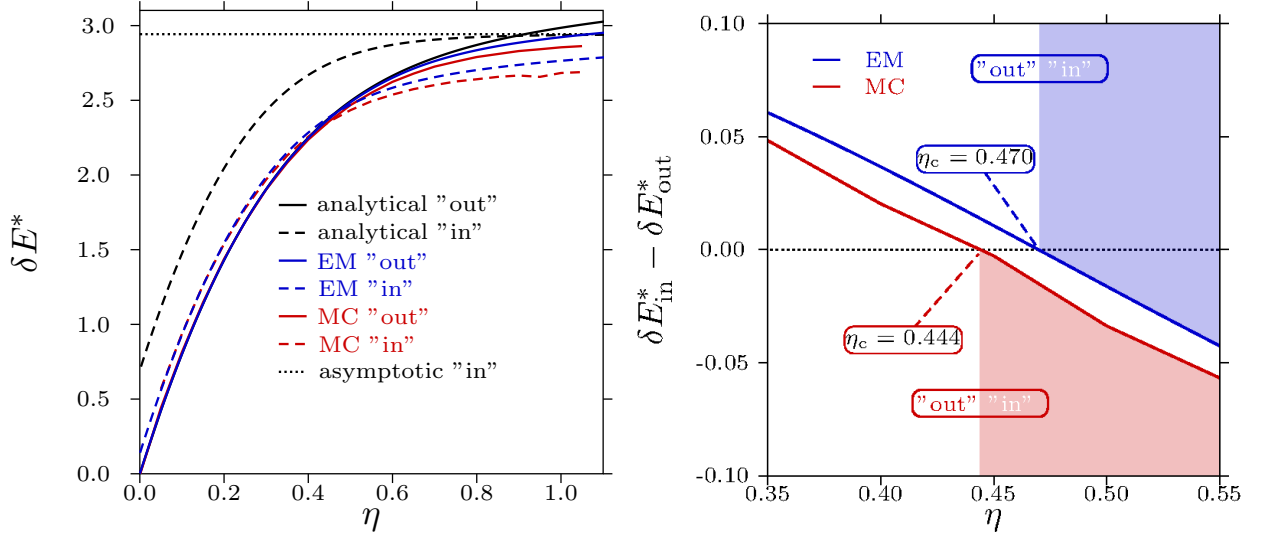 3.0
2.5
2.0
1.5
1.0
0.5
0.0
δE*
analytical "out"
analytical "in"
EM "out"
EM "in"
MC "out"
MC "in"
asymptotic "in"
0.0 0.2 0.4 0.6 0.8 1.0
η
0.10
0.05
0.00
-0.05
-0.10
δE*in − δE*out
EM
MC
"out" "in"
ηc = 0.470
ηc = 0.444
"out" "in"
0.35 0.40 0.45 0.50 0.55
η